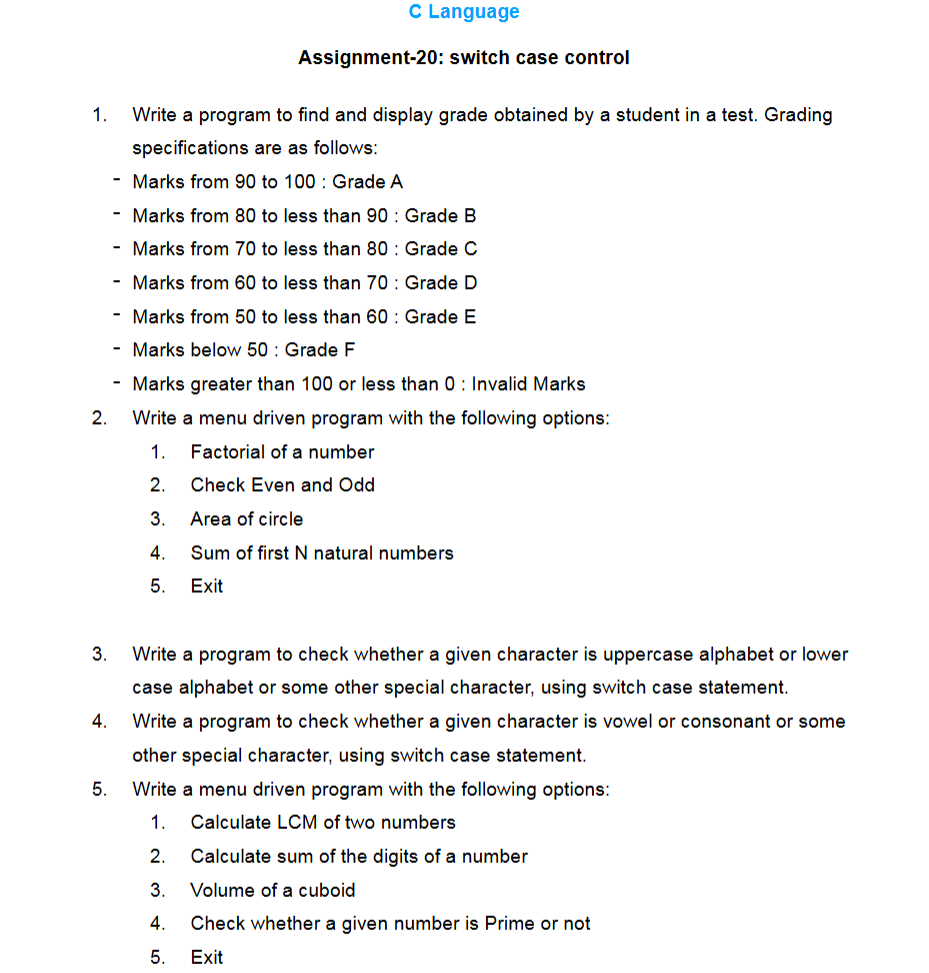 C Language
Assignment-20: switch case control
1. Write a program to find and display grade obtained by a student in a test. Grading
specifications are as follows:
- Marks from 90 to 100 : Grade A
- Marks from 80 to less than 90 : Grade B
- Marks from 70 to less than 80 : Grade C
- Marks from 60 to less than 70 : Grade D
- Marks from 50 to less than 60 : Grade E
- Marks below 50 : Grade F
- Marks greater than 100 or less than 0 : Invalid Marks
2. Write a menu driven program with the following options:
1. Factorial of a number
2. Check Even and Odd
3. Area of circle
4. Sum of first N natural numbers
5. Exit
3. Write a program to check whether a given character is uppercase alphabet or lower
case alphabet or some other special character, using switch case statement.
4. Write a program to check whether a given character is vowel or consonant or some
other special character, using switch case statement.
5. Write a menu driven program with the following options:
1. Calculate LCM of two numbers
2. Calculate sum of the digits of a number
3. Volume of a cuboid
4. Check whether a given number is Prime or not
5. Exit